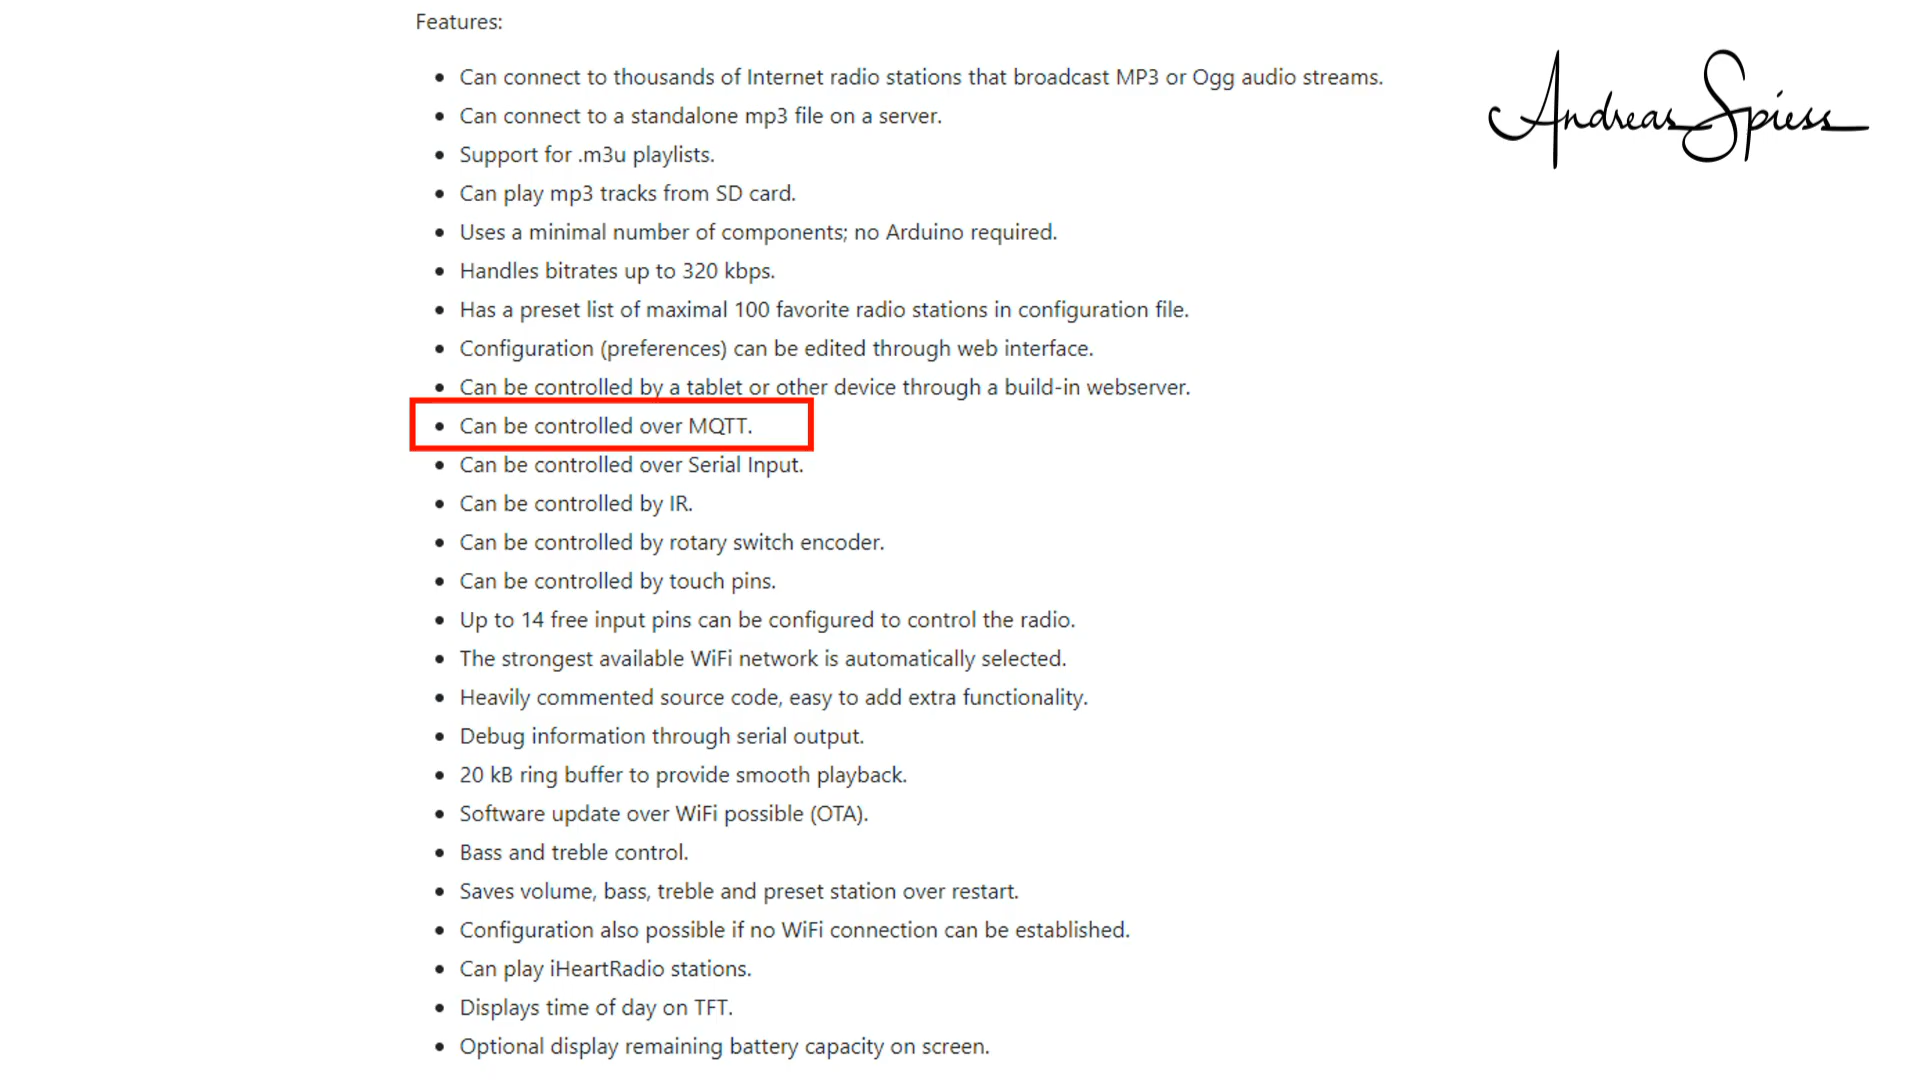 Features:
Andreas Spiess
• Can connect to thousands of Internet radio stations that broadcast MP3 or Ogg audio streams.
• Can connect to a standalone mp3 file on a server.
• Support for .m3u playlists.
• Can play mp3 tracks from SD card.
• Uses a minimal number of components; no Arduino required.
• Handles bitrates up to 320 kbps.
• Has a preset list of maximal 100 favorite radio stations in configuration file.
• Configuration (preferences) can be edited through web interface.
• Can be controlled by a tablet or other device through a build-in webserver.
• Can be controlled over MQTT.
• Can be controlled over Serial Input.
• Can be controlled by IR.
• Can be controlled by rotary switch encoder.
• Can be controlled by touch pins.
• Up to 14 free input pins can be configured to control the radio.
• The strongest available WiFi network is automatically selected.
• Heavily commented source code, easy to add extra functionality.
• Debug information through serial output.
• 20 kB ring buffer to provide smooth playback.
• Software update over WiFi possible (OTA).
• Bass and treble control.
• Saves volume, bass, treble and preset station over restart.
• Configuration also possible if no WiFi connection can be established.
• Can play iHeartRadio stations.
• Displays time of day on TFT.
• Optional display remaining battery capacity on screen.